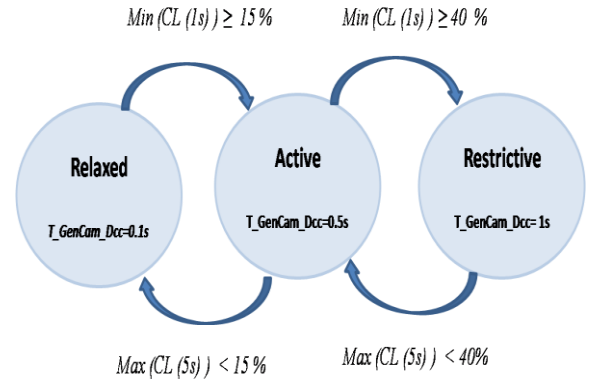 Min (CL (1s) ) ≥ 15 %
Min (CL (1s) ) ≥ 40 %
Relaxed
Active
Restrictive
T_GenCam_Dcc=0.1s
T_GenCam_Dcc=0.5s
T_GenCam_Dcc= 1s
Max (CL (5s) ) < 15 %
Max (CL (5s) ) < 40%